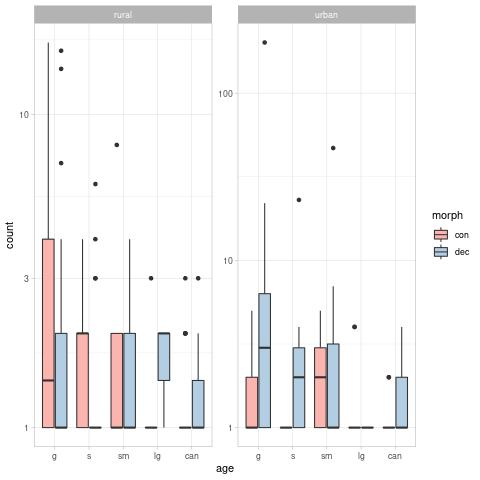 rural
urban
count
10
3
1
100
10
1
g s sm lg can
g s sm lg can
age
morph
con
dec